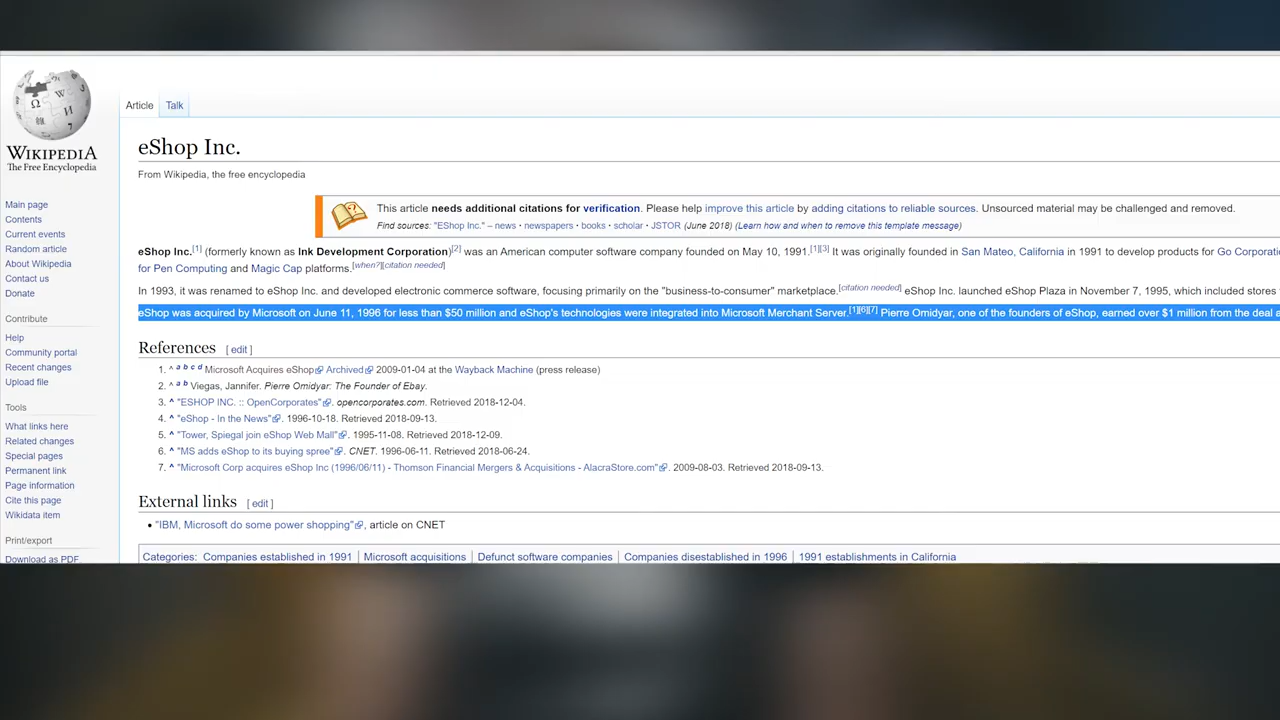 WIKIPEDIA
The Free Encyclopedia
Main page
Contents
Current events
Random article
About Wikipedia
Contact us
Donate
Contribute
Help
Community portal
Recent changes
Upload file
Tools
What links here
Related changes
Special pages
Permanent link
Page information
Cite this page
Wikidata item
Print/export
Download as PDF
Article Talk
eShop Inc.
From Wikipedia, the free encyclopedia
This article needs additional citations for verification. Please help improve this article by adding citations to reliable sources. Unsourced material may be challenged and removed.
Find sources: "EShop Inc." – news · newspapers · books · scholar · JSTOR (June 2018) (Learn how and when to remove this template message)
eShop Inc.[1] (formerly known as Ink Development Corporation)[2] was an American computer software company founded on May 10, 1991.[1][3] It was originally founded in San Mateo, California in 1991 to develop products for Go Corporati
for Pen Computing and Magic Cap platforms.[when?][citation needed]
In 1993, it was renamed to eShop Inc. and developed electronic commerce software, focusing primarily on the "business-to-consumer" marketplace.[citation needed] eShop Inc. launched eShop Plaza in November 7, 1995, which included stores
eShop was acquired by Microsoft on June 11, 1996 for less than $50 million and eShop's technologies were integrated into Microsoft Merchant Server.[1][6][7] Pierre Omidyar, one of the founders of eShop, earned over $1 million from the deal a
References [ edit ]
1. ^ a b c d Microsoft Acquires eShop Archived 2009-01-04 at the Wayback Machine (press release)
2. ^ a b Viegas, Jannifer. Pierre Omidyar: The Founder of Ebay.
3. ^ "ESHOP INC. :: OpenCorporates". opencorporates.com. Retrieved 2018-12-04.
4. ^ "eShop - In the News". 1996-10-18. Retrieved 2018-09-13.
5. ^ "Tower, Spiegal join eShop Web Mall". 1995-11-08. Retrieved 2018-12-09.
6. ^ "MS adds eShop to its buying spree". CNET. 1996-06-11. Retrieved 2018-06-24.
7. ^ "Microsoft Corp acquires eShop Inc (1996/06/11) - Thomson Financial Mergers & Acquisitions - AlacraStore.com". 2009-08-03. Retrieved 2018-09-13.
External links [ edit ]
• "IBM, Microsoft do some power shopping", article on CNET
Categories: Companies established in 1991 | Microsoft acquisitions | Defunct software companies | Companies disestablished in 1996 | 1991 establishments in California